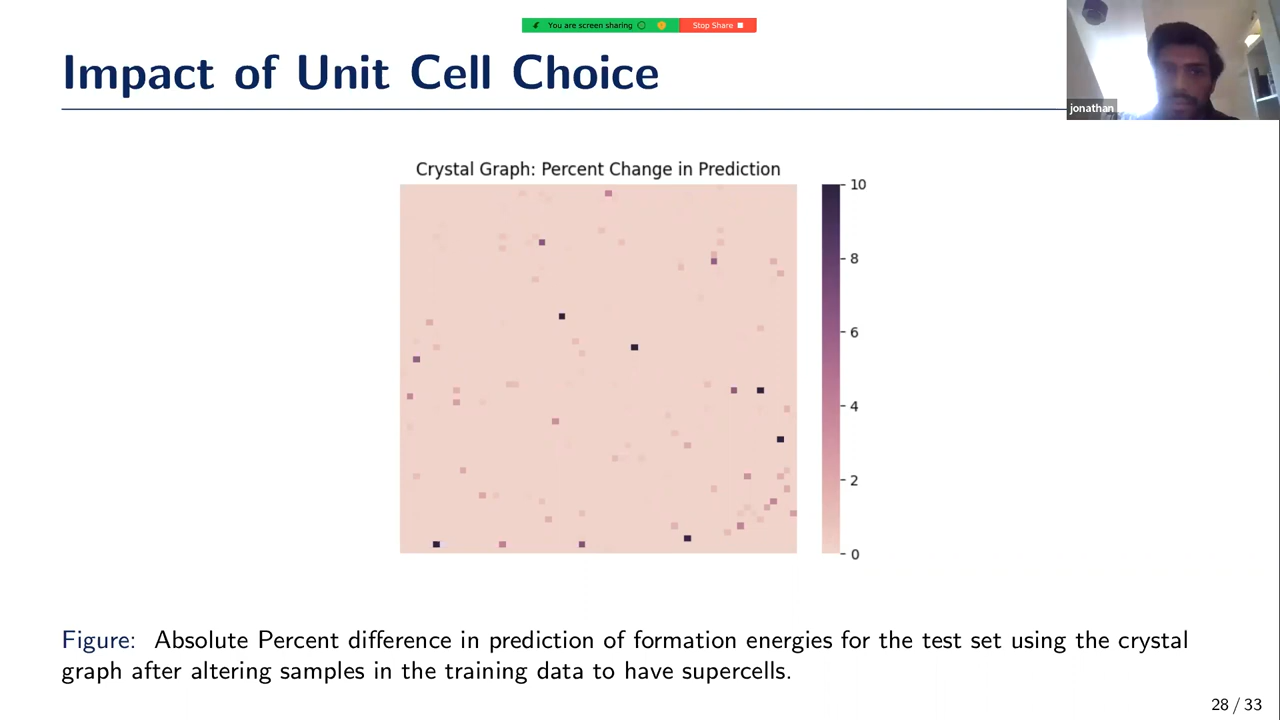 You are screen sharing
Stop Share
Impact of Unit Cell Choice
jonathan
Crystal Graph: Percent Change in Prediction
10
8
6
4
2
0
Figure: Absolute Percent difference in prediction of formation energies for the test set using the crystal
graph after altering samples in the training data to have supercells.
28 / 33